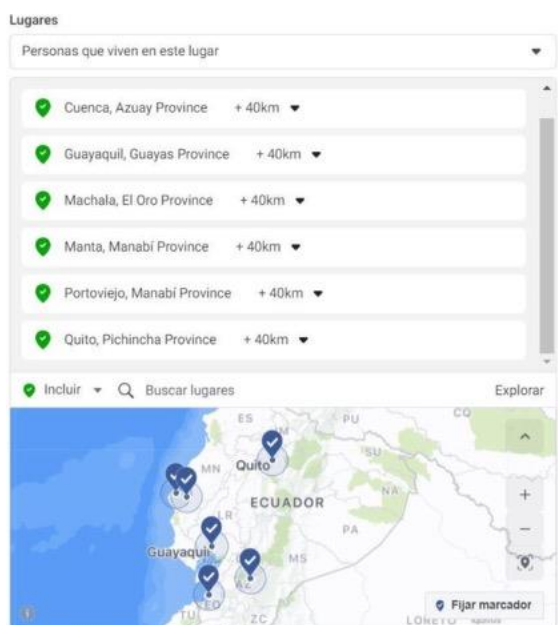 Lugares
Personas que viven en este lugar
Cuenca, Azuay Province + 40km
Guayaquil, Guayas Province + 40km
Machala, El Oro Province + 40km
Manta, Manabí Province + 40km
Portoviejo, Manabí Province + 40km
Quito, Pichincha Province + 40km
Incluir Buscar lugares Explorar
ES PU CO
SU
MN Quito
NA
ECUADOR
LR
PA
Guayaquil
MS
AZ
EO
TU ZC
Fijar marcador
LORETO